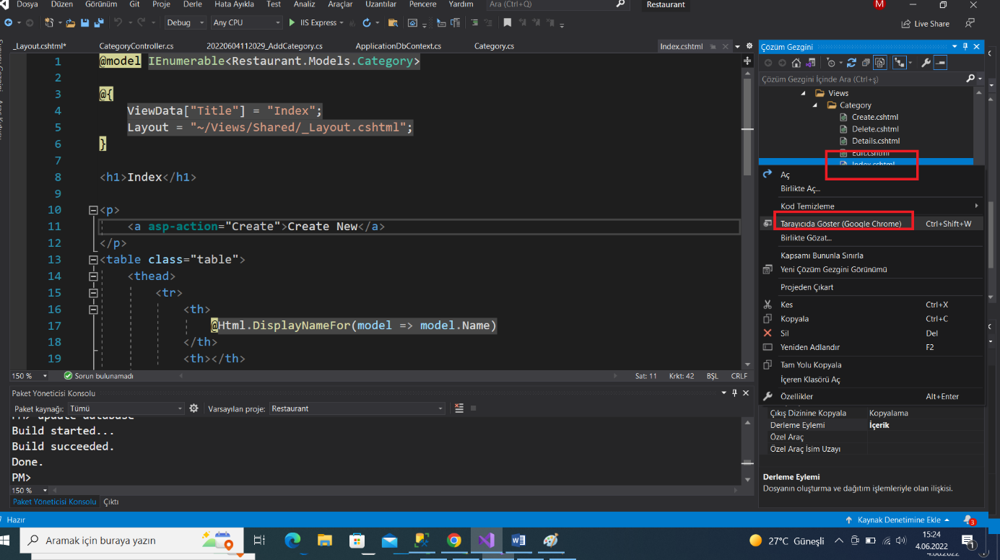 Dosya Düzen Görünüm Git Proje Derle Hata Ayıkla Test Analiz Araçlar Uzantılar Pencere Yardım Ara (Ctrl+Q) Restaurant M
Debug Any CPU IIS Express Live Share
_Layout.cshtml* CategoryController.cs 20220604112029_AddCategory.cs ApplicationDbContext.cs Category.cs Index.cshtml
1 @model IEnumerable<Restaurant.Models.Category>
2
3 @{
4 ViewData["Title"] = "Index";
5 Layout = "~/Views/Shared/_Layout.cshtml";
6 }
7
8 <h1>Index</h1>
9
10 <p>
11 <a asp-action="Create">Create New</a>
12 </p>
13 <table class="table">
14 <thead>
15 <tr>
16 <th>
17 @Html.DisplayNameFor(model => model.Name)
18 </th>
19 <th></th>
150 % Sorun bulunamadı Sat: 11 Krkt: 42 BŞL CRLF
Paket Yöneticisi Konsolu
Paket kaynağı: Tümü Varsayılan proje: Restaurant
PM> update-database
Build started...
Build succeeded.
Done.
PM>
150 %
Paket Yöneticisi Konsolu Çıktı
Çözüm Gezgini
Çözüm Gezgini İçinde Ara (Ctrl+ş)
Views
Category
Create.cshtml
Delete.cshtml
Details.cshtml
Edit.cshtml
Index.cshtml
Aç
Birlikte Aç...
Kod Temizleme
Tarayıcıda Göster (Google Chrome) Ctrl+Shift+W
Birlikte Gözat...
Kapsamı Bununla Sınırla
Yeni Çözüm Gezgini Görünümü
Projeden Çıkart
Kes Ctrl+X
Kopyala Ctrl+C
Sil Del
Yeniden Adlandır F2
Tam Yolu Kopyala
İçeren Klasörü Aç
Özellikler Alt+Enter
Çıkış Dizinine Kopyala Kopyalama
Derleme Eylemi İçerik
Özel Araç
Özel Araç İsim Uzayı
Derleme Eylemi
Dosyanın oluşturma ve dağıtım işlemleriyle olan ilişkisi.
Hazır Kaynak Denetimine Ekle 3
Aramak için buraya yazın 27°C Güneşli 15:24
4.06.2022 1